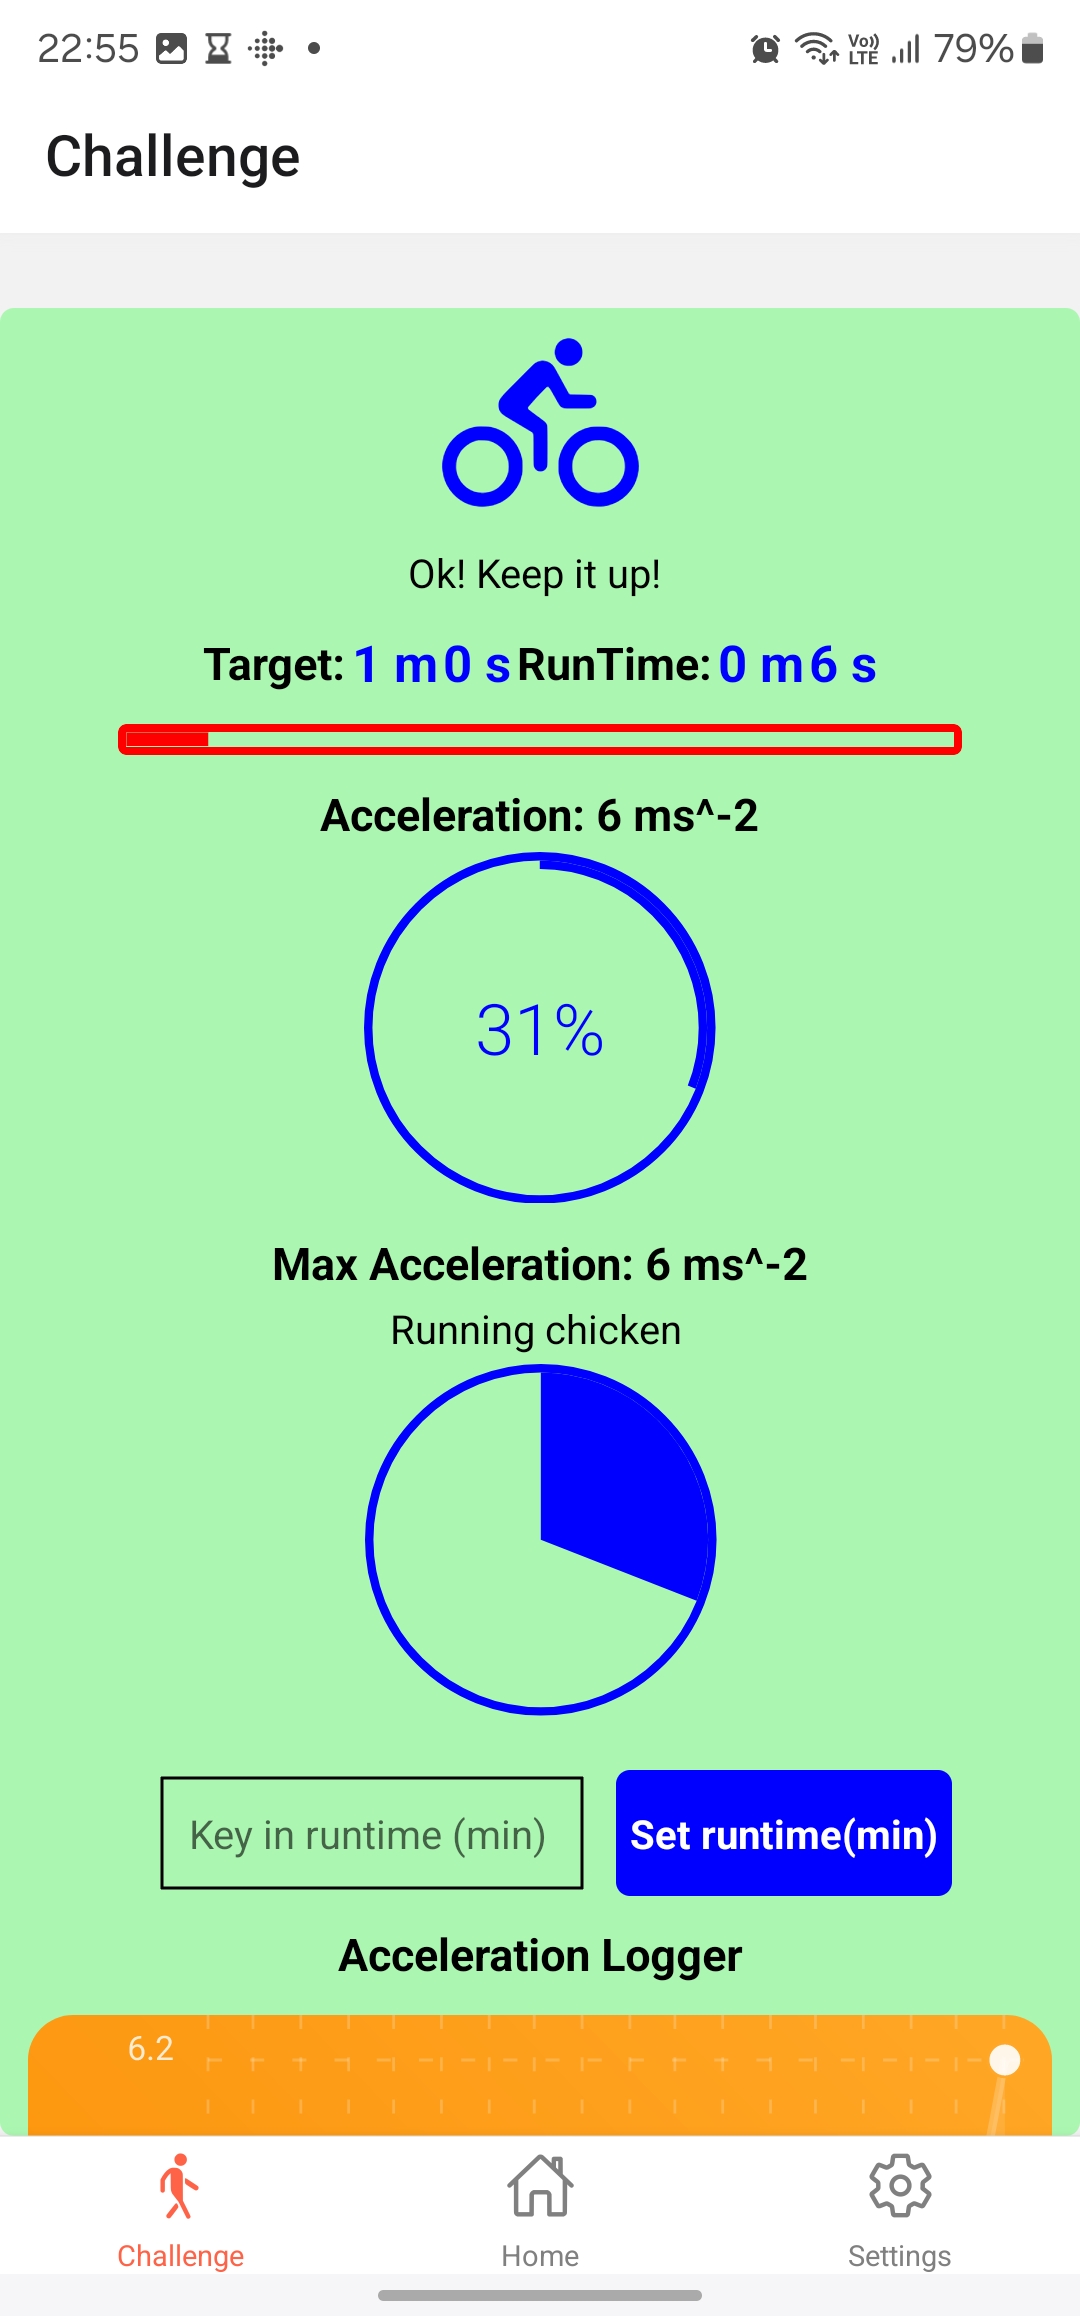 22:55 Vo)) LTE 79%
Challenge
Ok! Keep it up!
Target: 1 m 0 s RunTime: 0 m 6 s
Acceleration: 6 ms^-2
31%
Max Acceleration: 6 ms^-2
Running chicken
Key in runtime (min) Set runtime(min)
Acceleration Logger
6.2
Challenge Home Settings